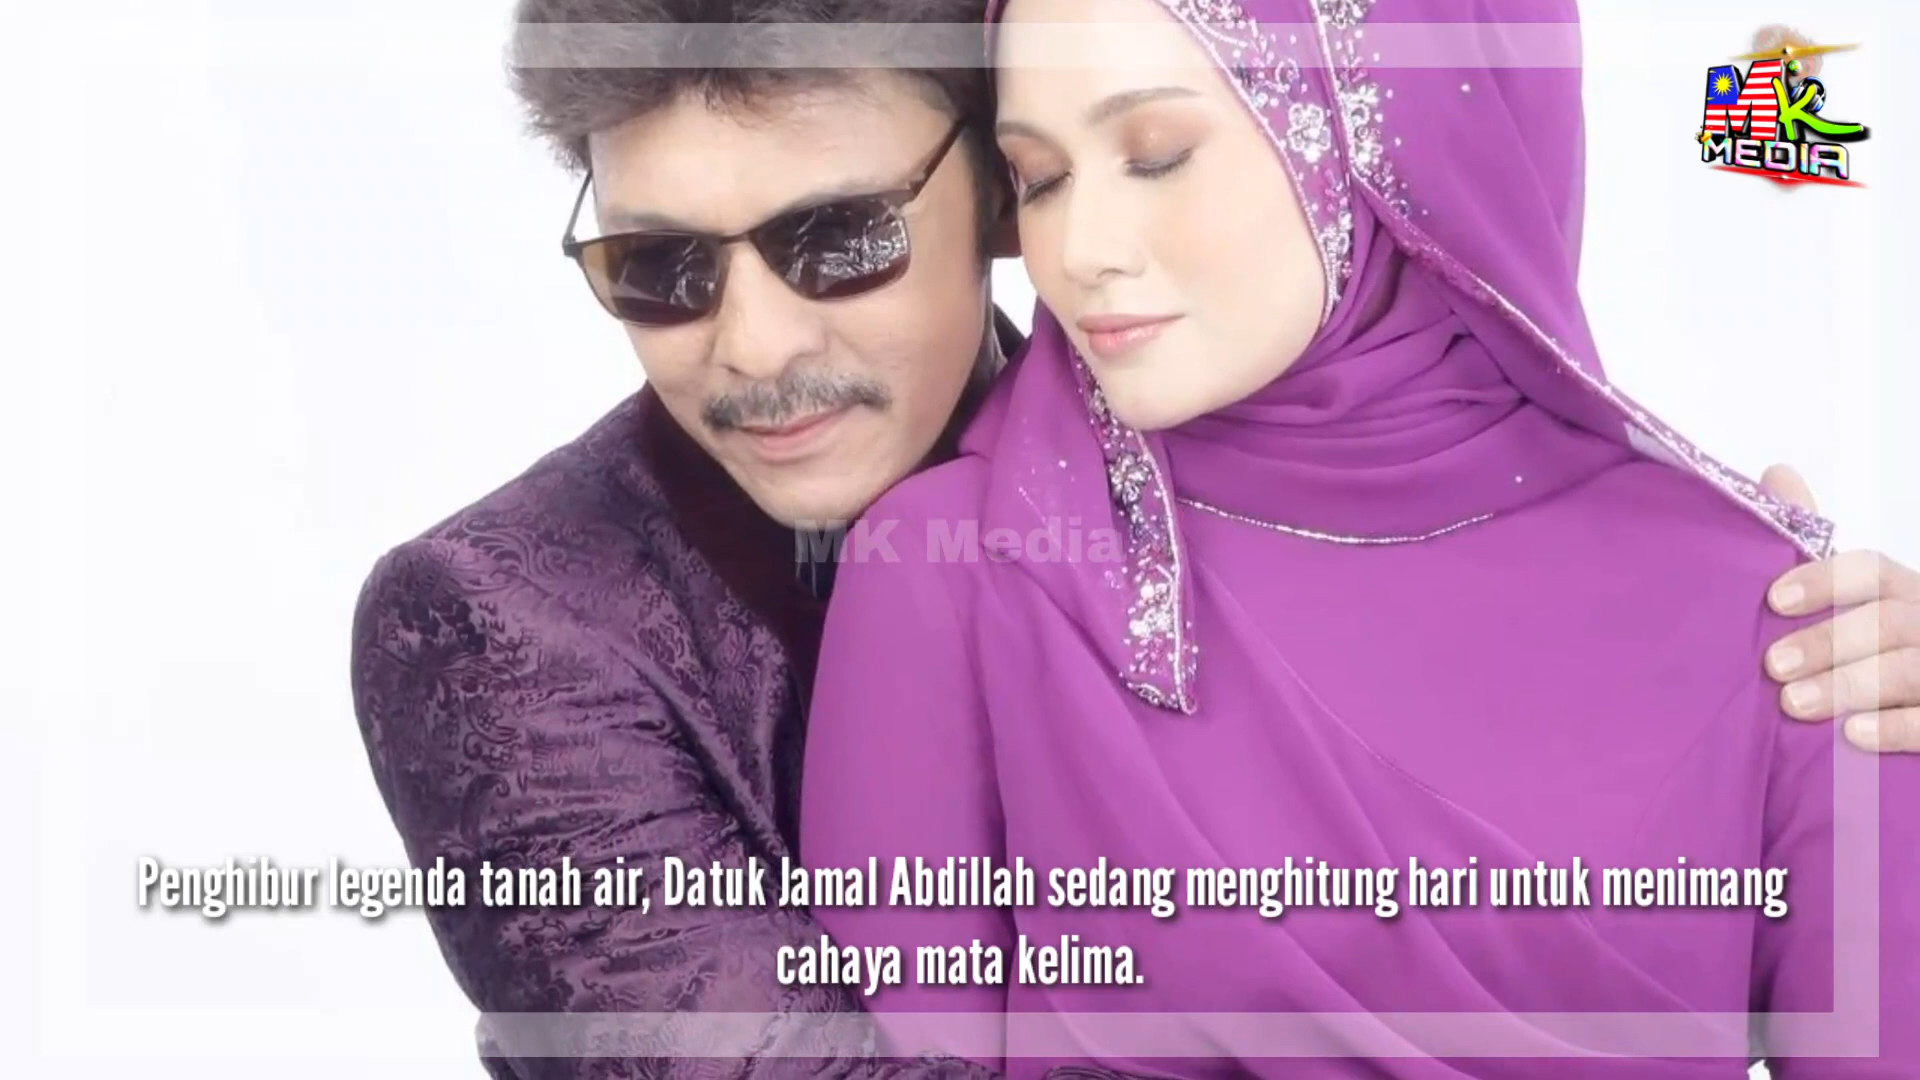 MK
MEDIA
MK Media
Penghibur legenda tanah air, Datuk Jamal Abdillah sedang menghitung hari untuk menimang
cahaya mata kelima.